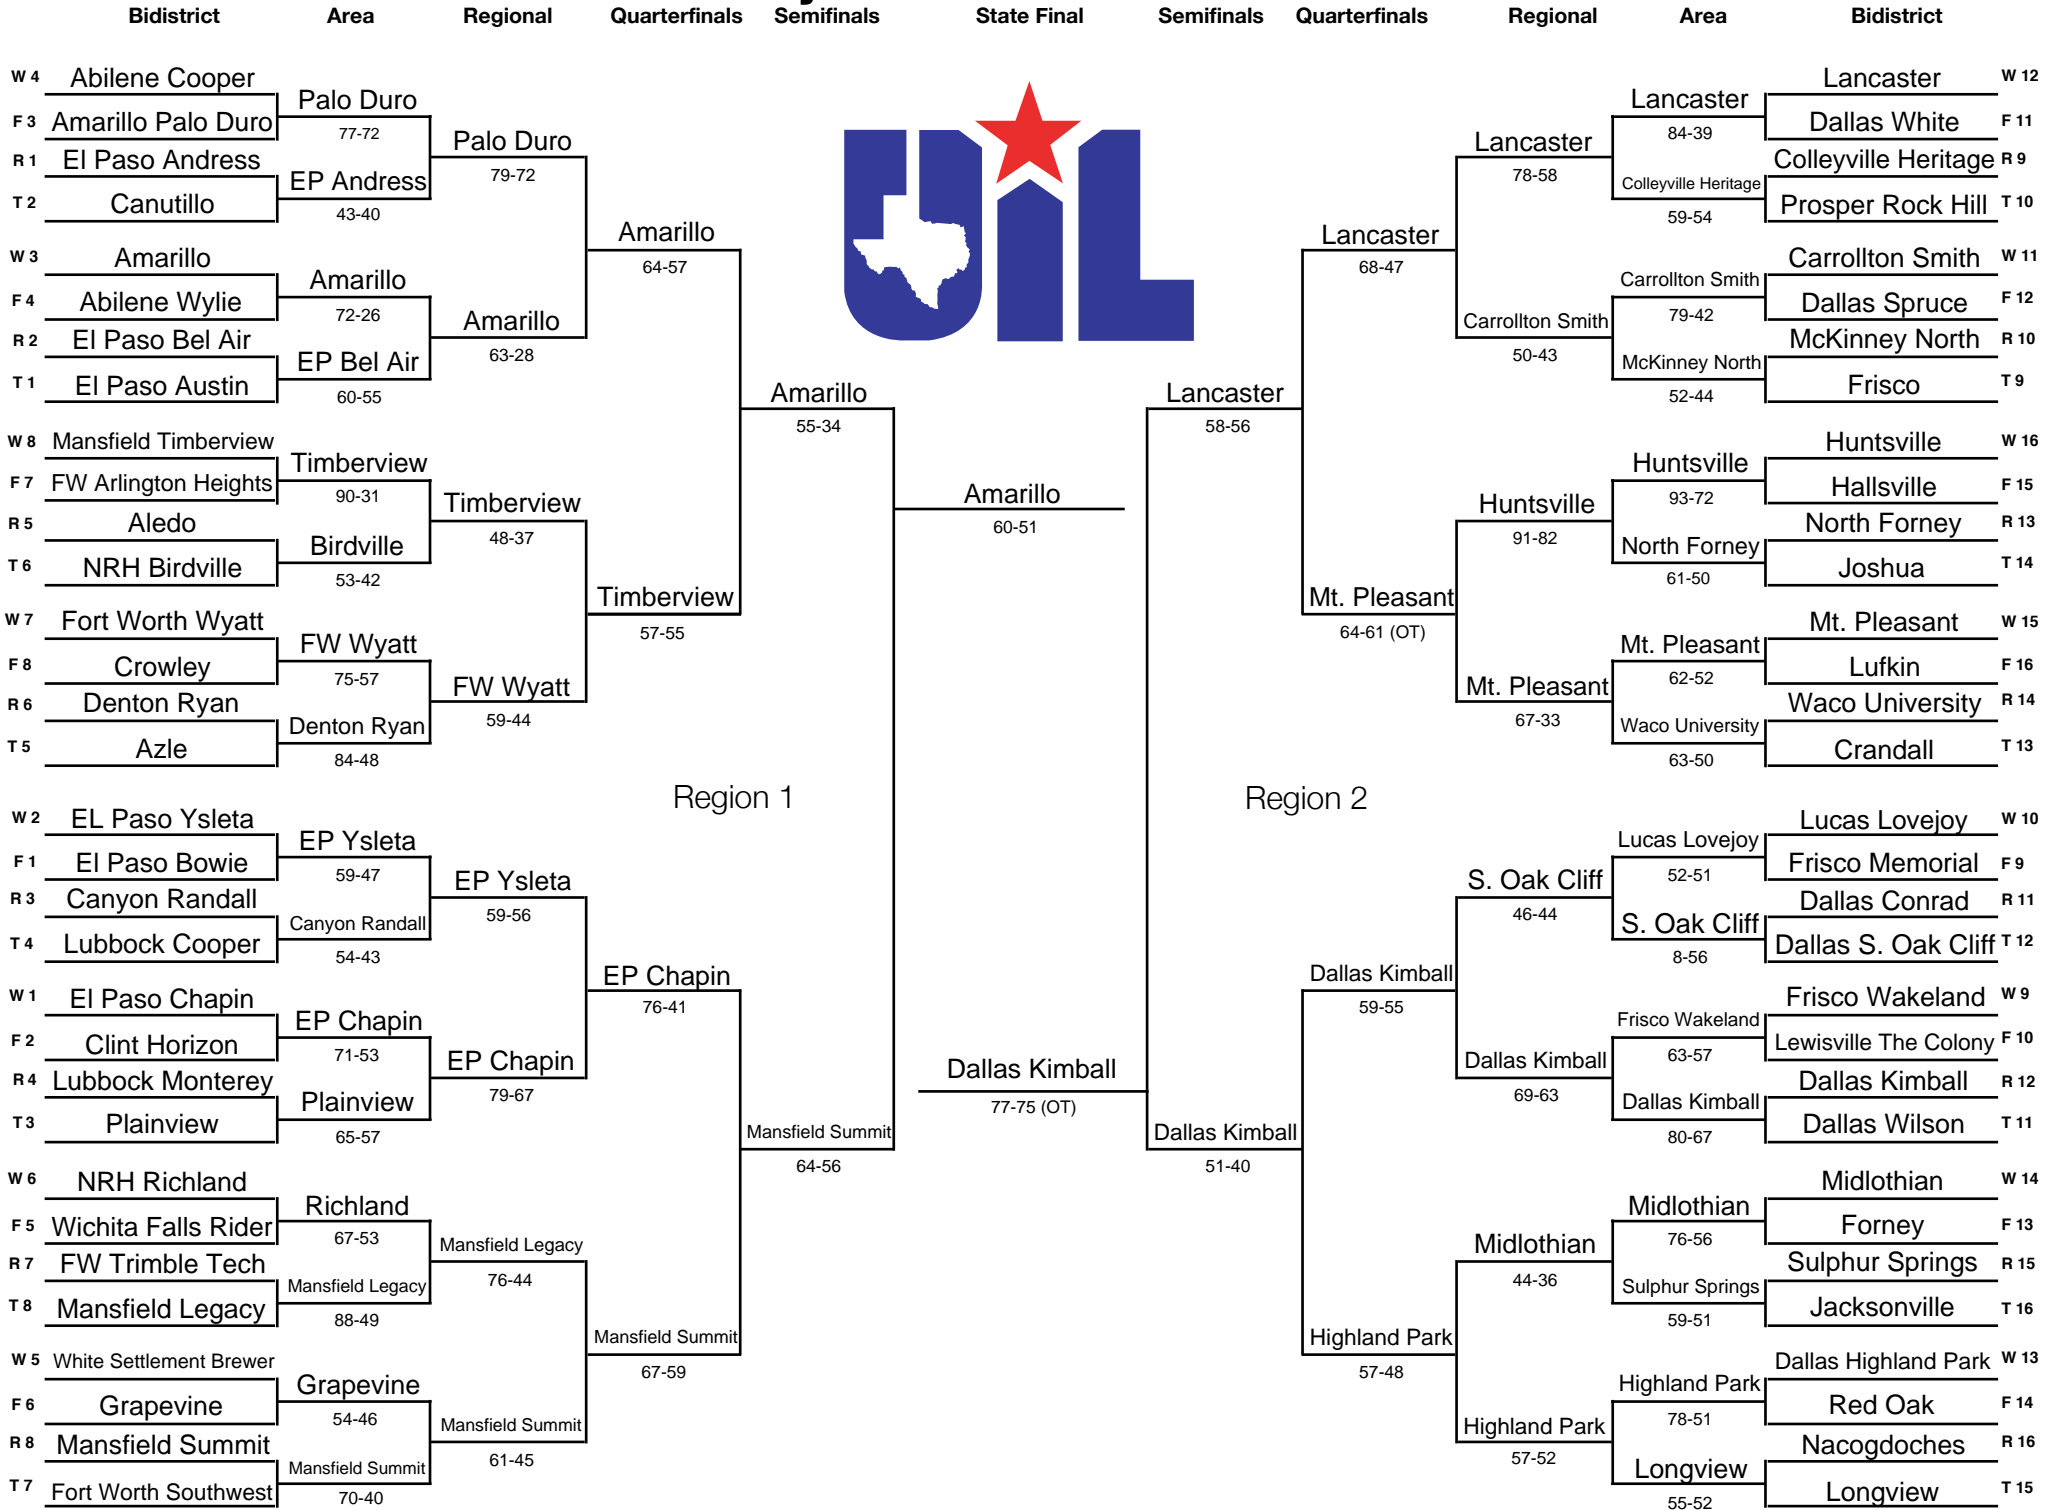 Bidistrict Area Regional Quarterfinals Semifinals State Final Semifinals Quarterfinals Regional Area Bidistrict
W 4 Abilene Cooper
Palo Duro
F 3 Amarillo Palo Duro
77-72
Palo Duro
79-72
R 1 El Paso Andress
EP Andress
T 2 Canutillo
43-40
Amarillo
64-57
W 3 Amarillo
Amarillo
F 4 Abilene Wylie
72-26
Amarillo
63-28
R 2 El Paso Bel Air
EP Bel Air
T 1 El Paso Austin
60-55
Amarillo
55-34
W 8 Mansfield Timberview
Timberview
F 7 FW Arlington Heights
90-31
Timberview
48-37
R 5 Aledo
Birdville
T 6 NRH Birdville
53-42
Timberview
57-55
W 7 Fort Worth Wyatt
FW Wyatt
F 8 Crowley
75-57
FW Wyatt
59-44
R 6 Denton Ryan
Denton Ryan
T 5 Azle
84-48
Region 1
W 2 EL Paso Ysleta
EP Ysleta
F 1 El Paso Bowie
59-47
EP Ysleta
59-56
R 3 Canyon Randall
Canyon Randall
T 4 Lubbock Cooper
54-43
EP Chapin
76-41
W 1 El Paso Chapin
EP Chapin
F 2 Clint Horizon
71-53
EP Chapin
79-67
R 4 Lubbock Monterey
Plainview
T 3 Plainview
65-57
Mansfield Summit
64-56
W 6 NRH Richland
Richland
F 5 Wichita Falls Rider
67-53
Mansfield Legacy
76-44
R 7 FW Trimble Tech
Mansfield Legacy
T 8 Mansfield Legacy
88-49
Mansfield Summit
67-59
W 5 White Settlement Brewer
Grapevine
F 6 Grapevine
54-46
Mansfield Summit
61-45
R 8 Mansfield Summit
Mansfield Summit
T 7 Fort Worth Southwest
70-40
UIL
Amarillo
60-51
Dallas Kimball
77-75 (OT)
Lancaster W 12
Lancaster
84-39
Dallas White F 11
Lancaster
78-58
Colleyville Heritage R 9
Colleyville Heritage
59-54
Prosper Rock Hill T 10
Lancaster
68-47
Carrollton Smith W 11
Carrollton Smith
79-42
Dallas Spruce F 12
Carrollton Smith
50-43
McKinney North R 10
McKinney North
52-44
Frisco T 9
Lancaster
58-56
Huntsville W 16
Huntsville
93-72
Hallsville F 15
Huntsville
91-82
North Forney R 13
North Forney
61-50
Joshua T 14
Mt. Pleasant
64-61 (OT)
Mt. Pleasant W 15
Mt. Pleasant
62-52
Lufkin F 16
Mt. Pleasant
67-33
Waco University R 14
Waco University
63-50
Crandall T 13
Region 2
Lucas Lovejoy W 10
Lucas Lovejoy
52-51
Frisco Memorial F 9
S. Oak Cliff
46-44
Dallas Conrad R 11
S. Oak Cliff
8-56
Dallas S. Oak Cliff T 12
Dallas Kimball
59-55
Frisco Wakeland W 9
Frisco Wakeland
63-57
Lewisville The Colony F 10
Dallas Kimball
69-63
Dallas Kimball R 12
Dallas Kimball
80-67
Dallas Wilson T 11
Dallas Kimball
51-40
Midlothian W 14
Midlothian
76-56
Forney F 13
Midlothian
44-36
Sulphur Springs R 15
Sulphur Springs
59-51
Jacksonville T 16
Highland Park
57-48
Dallas Highland Park W 13
Highland Park
78-51
Red Oak F 14
Highland Park
57-52
Nacogdoches R 16
Longview
55-52
Longview T 15